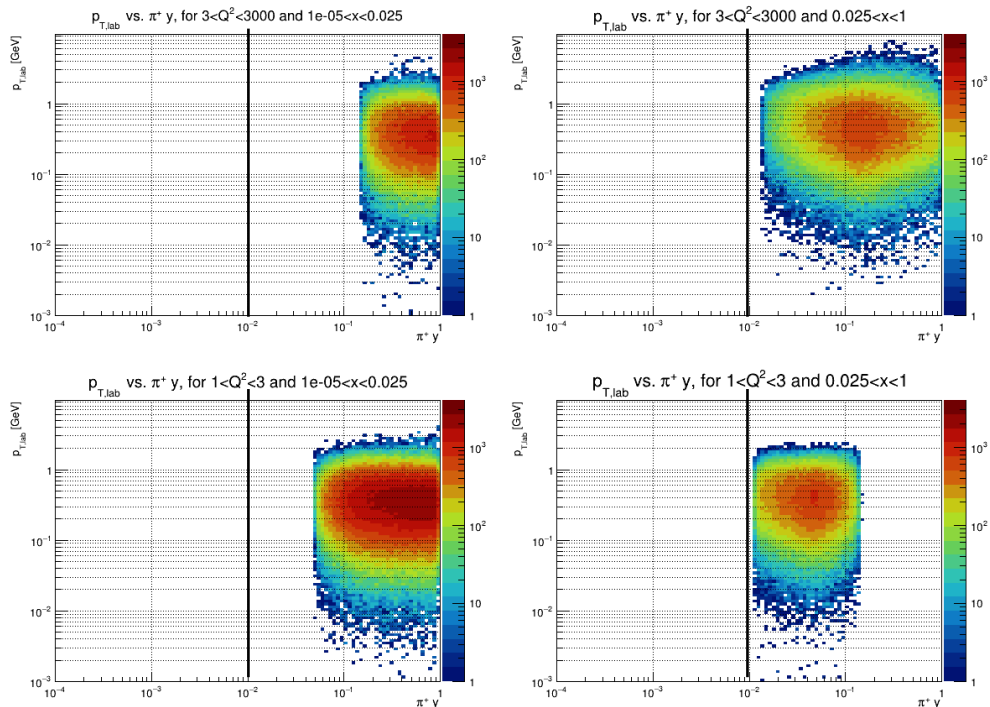 p_T,lab vs. π⁺ y, for 3<Q²<3000 and 1e-05<x<0.025
p_T,lab [GeV]
1
10⁻¹
10⁻²
10⁻³
10⁻⁴ 10⁻³ 10⁻² 10⁻¹ 1
π⁺ y
10³
10²
10
1
p_T,lab vs. π⁺ y, for 3<Q²<3000 and 0.025<x<1
p_T,lab [GeV]
1
10⁻¹
10⁻²
10⁻³
10⁻⁴ 10⁻³ 10⁻² 10⁻¹ 1
π⁺ y
10³
10²
10
1
p_T,lab vs. π⁺ y, for 1<Q²<3 and 1e-05<x<0.025
p_T,lab [GeV]
1
10⁻¹
10⁻²
10⁻³
10⁻⁴ 10⁻³ 10⁻² 10⁻¹ 1
π⁺ y
10³
10²
10
1
p_T,lab vs. π⁺ y, for 1<Q²<3 and 0.025<x<1
p_T,lab [GeV]
1
10⁻¹
10⁻²
10⁻³
10⁻⁴ 10⁻³ 10⁻² 10⁻¹ 1
π⁺ y
10³
10²
10
1